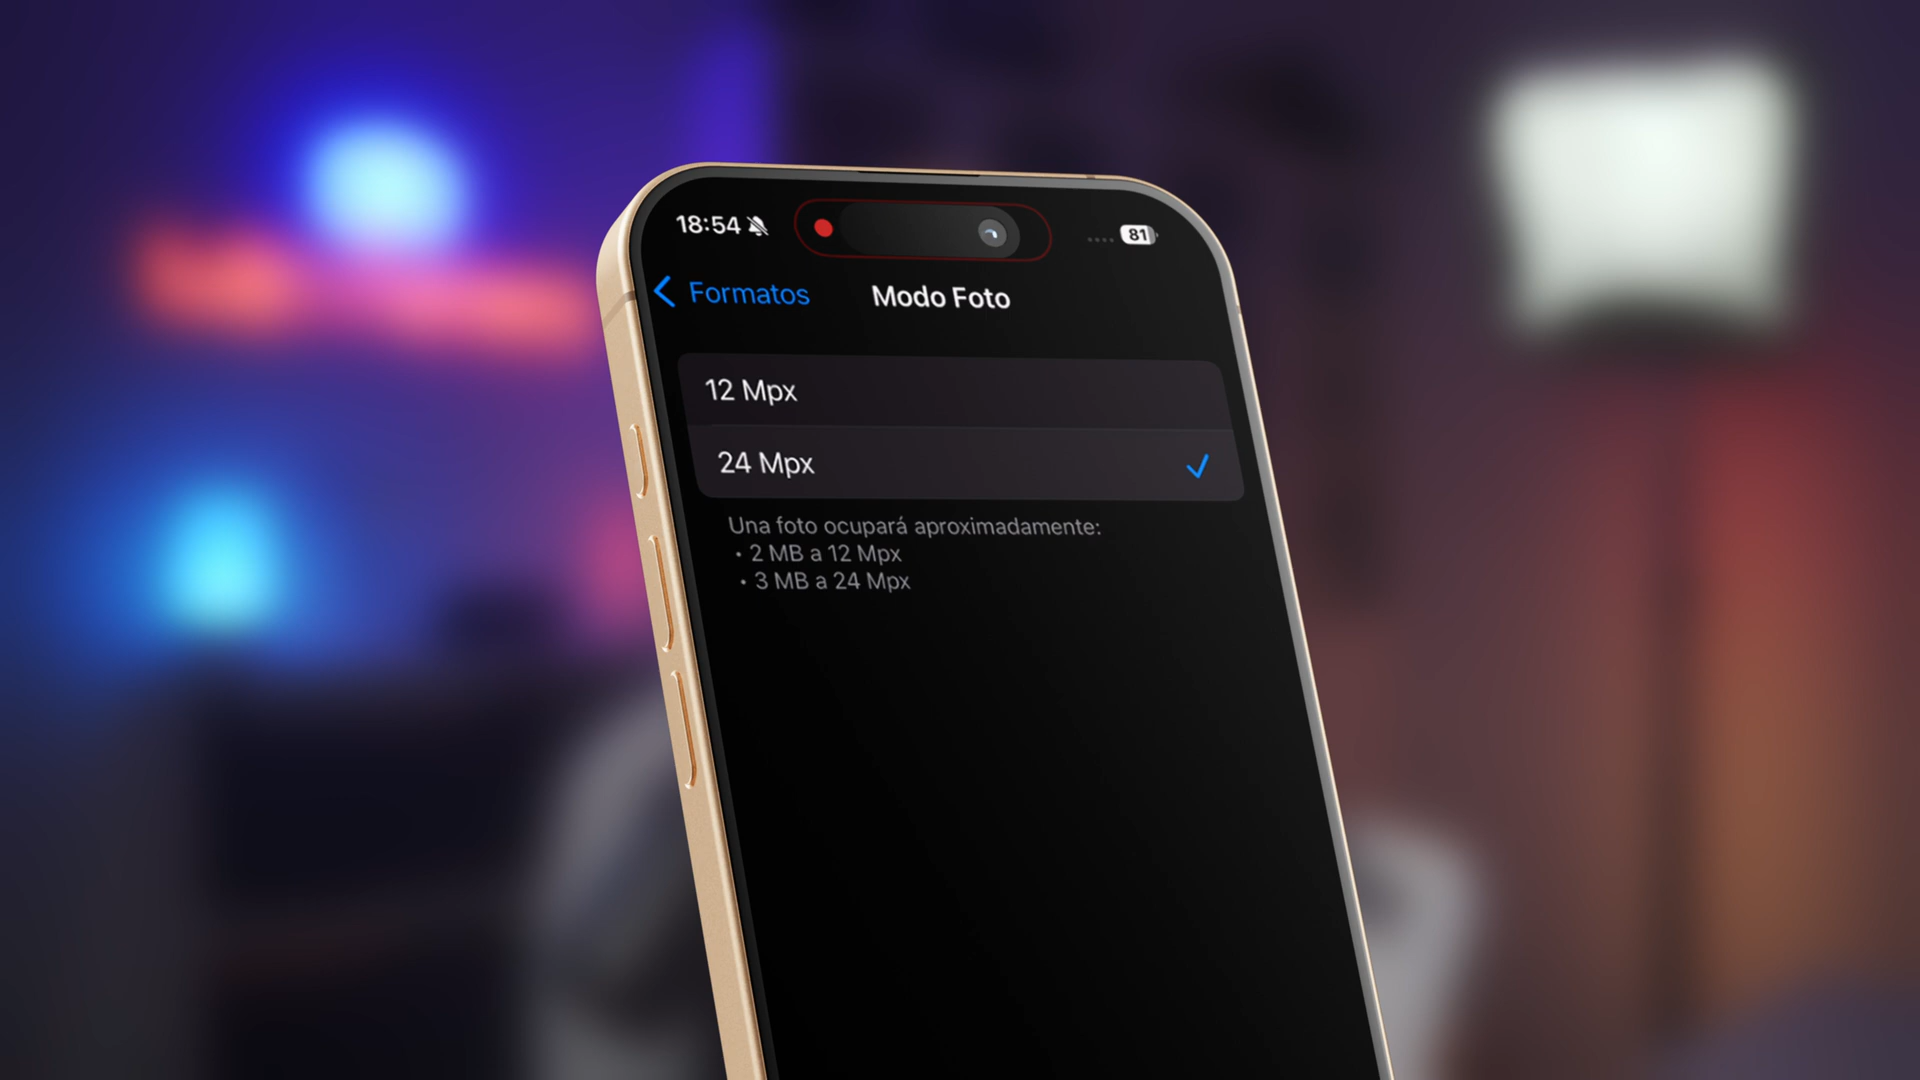 18:54
81
Formatos
Modo Foto
12 Mpx
24 Mpx
Una foto ocupará aproximadamente:
• 2 MB a 12 Mpx
• 3 MB a 24 Mpx